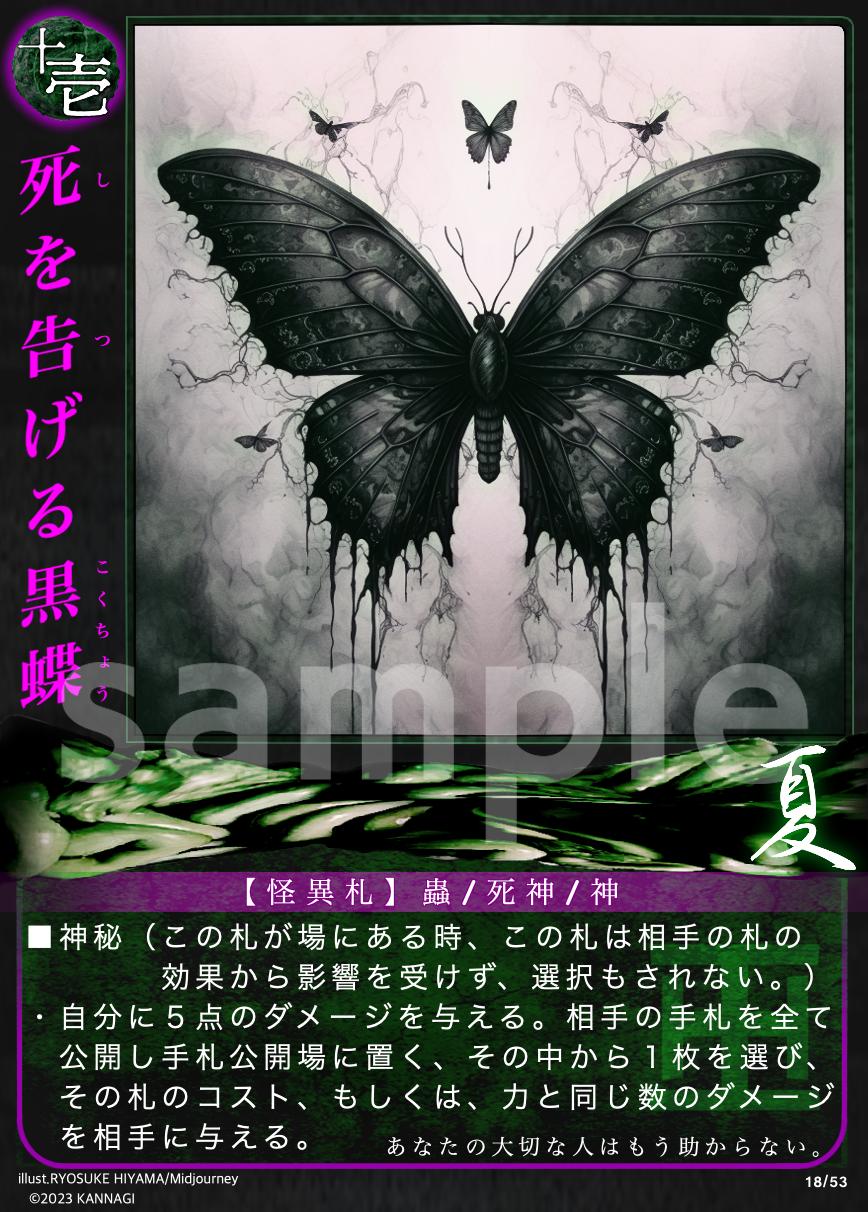 十壱
死を告げる黒蝶
し
つ
こくちょう
sample
夏
【怪異札】蟲/死神/神
■神秘（この札が場にある時、この札は相手の札の
効果から影響を受けず、選択もされない。）
・自分に５点のダメージを与える。相手の手札を全て
公開し手札公開場に置く、その中から１枚を選び、
その札のコスト、もしくは、力と同じ数のダメージ
を相手に与える。
あなたの大切な人はもう助からない。
illust.RYOSUKE HIYAMA/Midjourney
©2023 KANNAGI
18/53